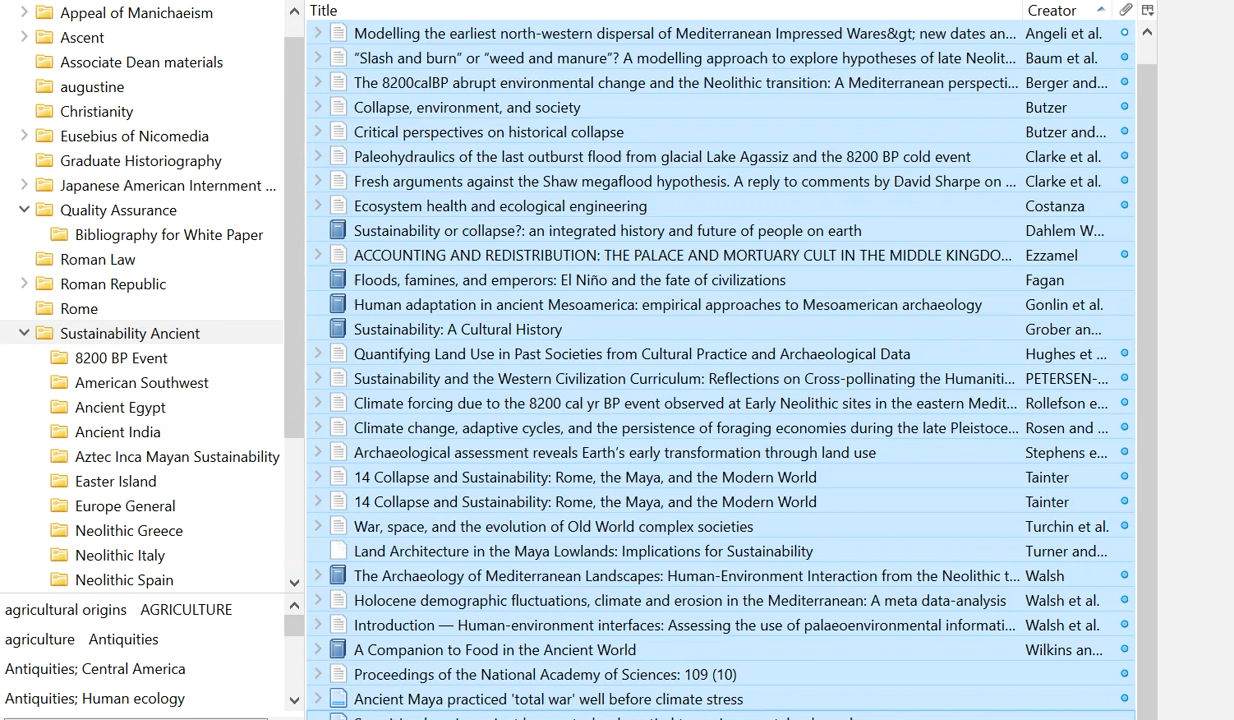 Appeal of Manichaeism
Ascent
Associate Dean materials
augustine
Christianity
Eusebius of Nicomedia
Graduate Historiography
Japanese American Internment ...
Quality Assurance
Bibliography for White Paper
Roman Law
Roman Republic
Rome
Sustainability Ancient
8200 BP Event
American Southwest
Ancient Egypt
Ancient India
Aztec Inca Mayan Sustainability
Easter Island
Europe General
Neolithic Greece
Neolithic Italy
Neolithic Spain
agricultural origins AGRICULTURE
agriculture Antiquities
Antiquities; Central America
Antiquities; Human ecology
Title Creator
Modelling the earliest north-western dispersal of Mediterranean Impressed Wares&gt; new dates an... Angeli et al.
“Slash and burn” or “weed and manure”? A modelling approach to explore hypotheses of late Neolit... Baum et al.
The 8200calBP abrupt environmental change and the Neolithic transition: A Mediterranean perspecti... Berger and...
Collapse, environment, and society Butzer
Critical perspectives on historical collapse Butzer and...
Paleohydraulics of the last outburst flood from glacial Lake Agassiz and the 8200 BP cold event Clarke et al.
Fresh arguments against the Shaw megaflood hypothesis. A reply to comments by David Sharpe on ... Clarke et al.
Ecosystem health and ecological engineering Costanza
Sustainability or collapse?: an integrated history and future of people on earth Dahlem W...
ACCOUNTING AND REDISTRIBUTION: THE PALACE AND MORTUARY CULT IN THE MIDDLE KINGDO... Ezzamel
Floods, famines, and emperors: El Niño and the fate of civilizations Fagan
Human adaptation in ancient Mesoamerica: empirical approaches to Mesoamerican archaeology Gonlin et al.
Sustainability: A Cultural History Grober an...
Quantifying Land Use in Past Societies from Cultural Practice and Archaeological Data Hughes et ...
Sustainability and the Western Civilization Curriculum: Reflections on Cross-pollinating the Humaniti... PETERSEN-...
Climate forcing due to the 8200 cal yr BP event observed at Early Neolithic sites in the eastern Medit... Rollefson e...
Climate change, adaptive cycles, and the persistence of foraging economies during the late Pleistoce... Rosen and ...
Archaeological assessment reveals Earth’s early transformation through land use Stephens e...
14 Collapse and Sustainability: Rome, the Maya, and the Modern World Tainter
14 Collapse and Sustainability: Rome, the Maya, and the Modern World Tainter
War, space, and the evolution of Old World complex societies Turchin et al.
Land Architecture in the Maya Lowlands: Implications for Sustainability Turner and...
The Archaeology of Mediterranean Landscapes: Human-Environment Interaction from the Neolithic t... Walsh
Holocene demographic fluctuations, climate and erosion in the Mediterranean: A meta data-analysis Walsh et al.
Introduction — Human-environment interfaces: Assessing the use of palaeoenvironmental informati... Walsh et al.
A Companion to Food in the Ancient World Wilkins an...
Proceedings of the National Academy of Sciences: 109 (10)
Ancient Maya practiced 'total war' well before climate stress